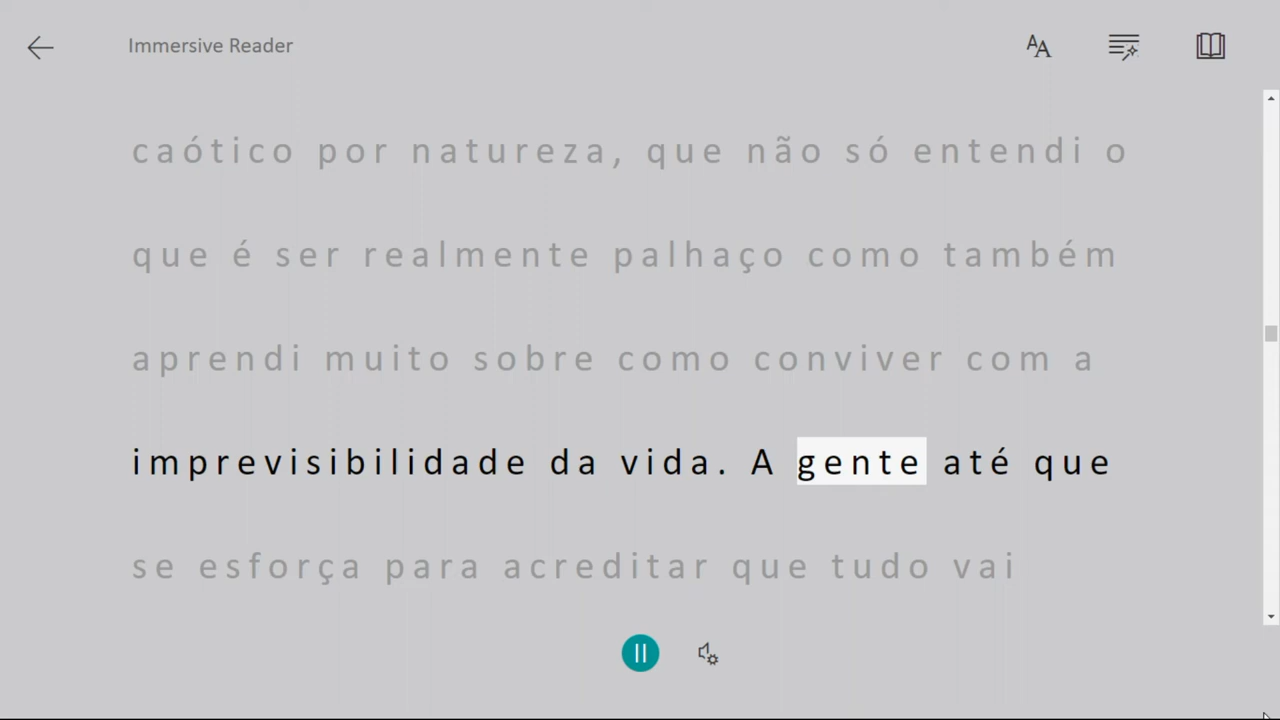 Immersive Reader
caótico por natureza, que não só entendi o
que é ser realmente palhaço como também
aprendi muito sobre como conviver com a
imprevisibilidade da vida. A gente até que
se esforça para acreditar que tudo vai